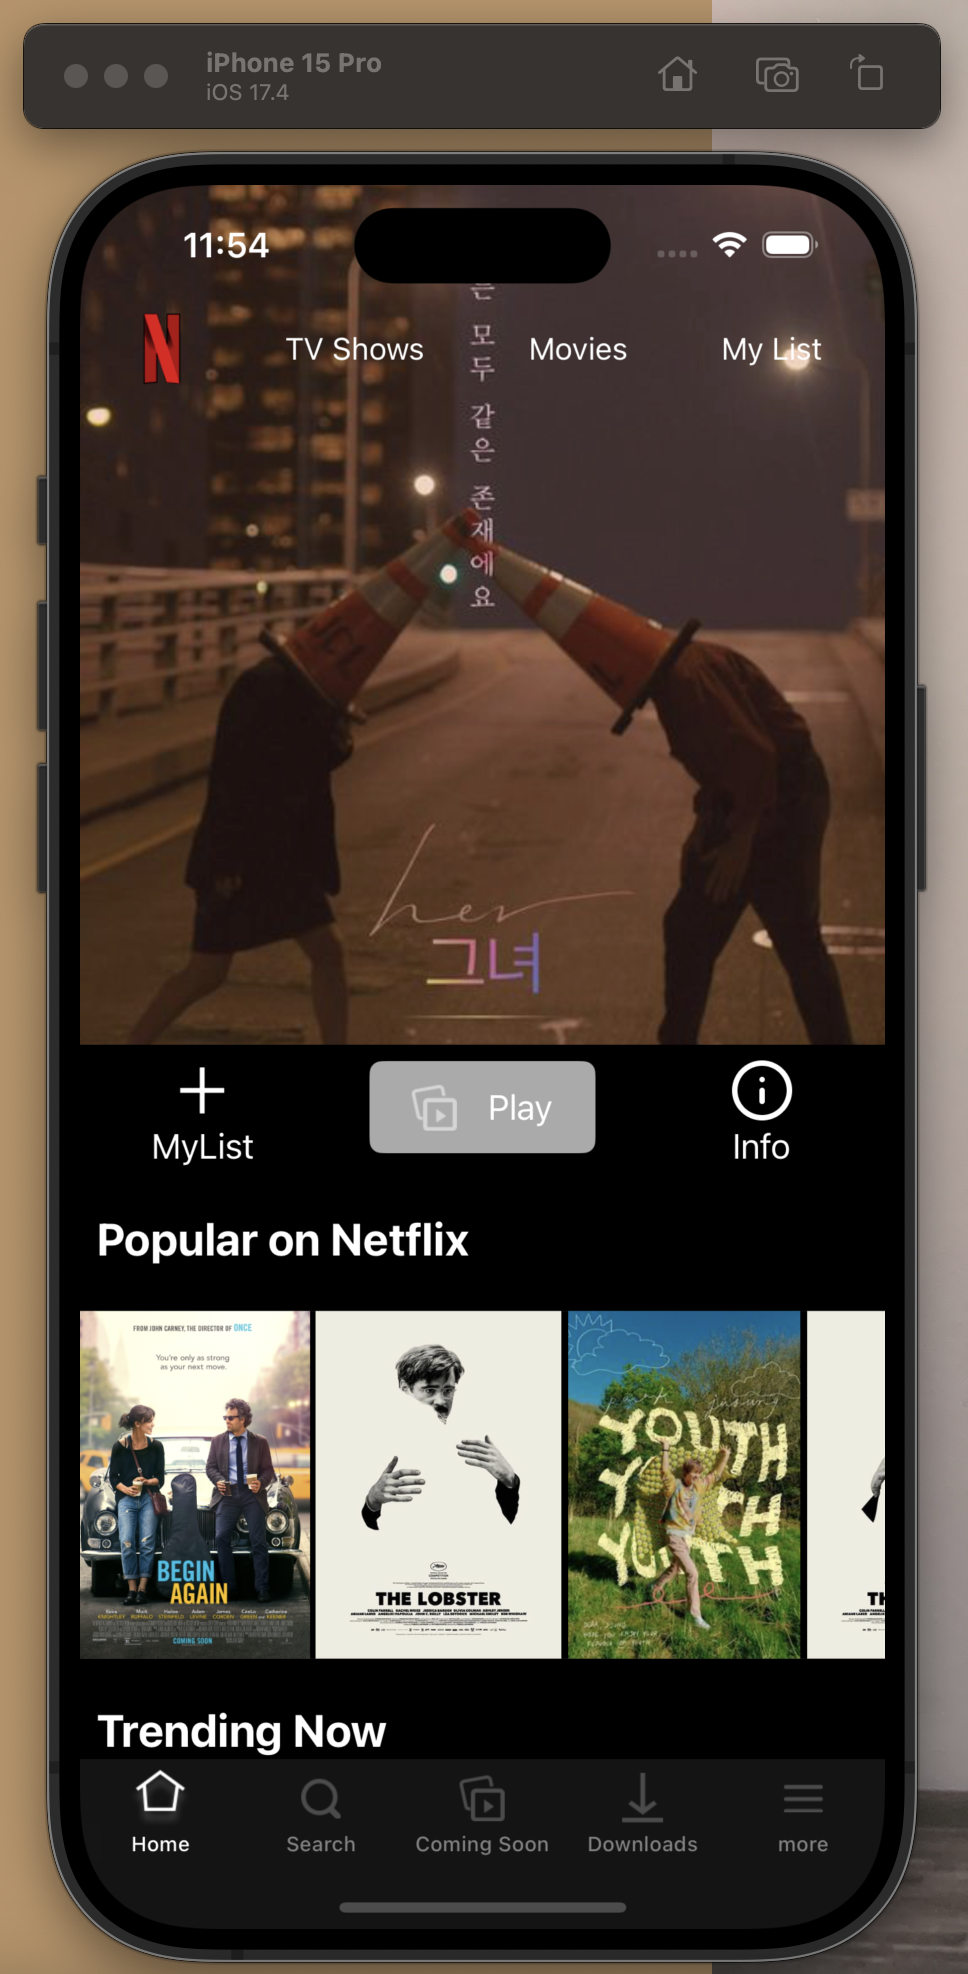 iPhone 15 Pro
iOS 17.4
11:54
N
TV Shows
Movies
My List
는 모두 같은 존재에요
her
그녀
MyList
Play
Info
Popular on Netflix
FROM JOHN CARNEY, THE DIRECTOR OF ONCE
You're only as strong
as your next move.
BEGIN
AGAIN
COMING SOON
THE LOBSTER
YOUTH
YOUTH
YOUTH
Trending Now
Home
Search
Coming Soon
Downloads
more